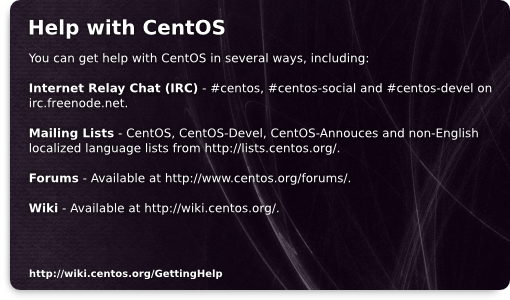 Help with CentOS
You can get help with CentOS in several ways, including:
Internet Relay Chat (IRC) - #centos, #centos-social and #centos-devel on
irc.freenode.net.
Mailing Lists - CentOS, CentOS-Devel, CentOS-Annouces and non-English
localized language lists from http://lists.centos.org/.
Forums - Available at http://www.centos.org/forums/.
Wiki - Available at http://wiki.centos.org/.
http://wiki.centos.org/GettingHelp